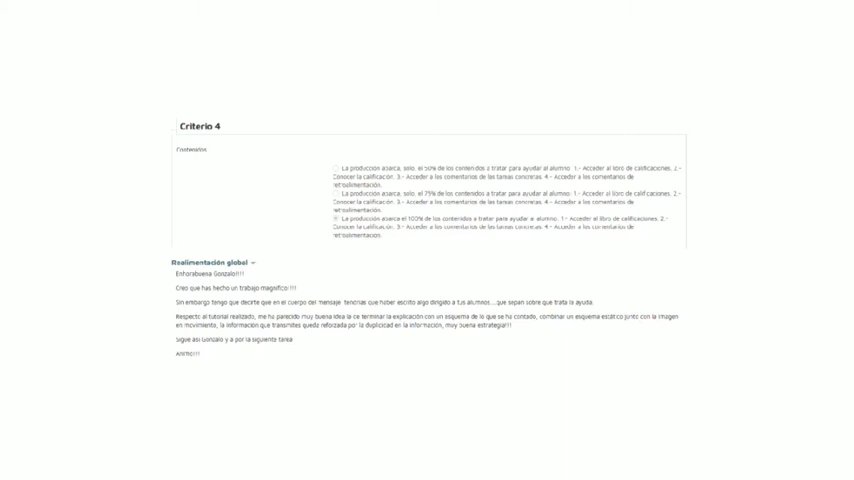 Criterio 4
Contenidos
La producción abarca, solo, el 50% de los contenidos a tratar para ayudar al alumno: 1.- Acceder al libro de calificaciones. 2.-
Conocer la calificación. 3.- Acceder a los comentarios de las tareas concretas. 4.- Acceder a los comentarios de
retroalimentación.
La producción abarca, solo, el 75% de los contenidos a tratar para ayudar al alumno: 1.- Acceder al libro de calificaciones. 2.-
Conocer la calificación. 3.- Acceder a los comentarios de las tareas concretas. 4.- Acceder a los comentarios de
retroalimentación.
La producción abarca el 100% de los contenidos a tratar para ayudar al alumno: 1.- Acceder al libro de calificaciones. 2.-
Conocer la calificación. 3.- Acceder a los comentarios de las tareas concretas. 4.- Acceder a los comentarios de
retroalimentación.
Realimentación global
Enhorabuena Gonzalo!!!!
Creo que has hecho un trabajo magnífico!!!!
Sin embargo tengo que decirte que en el cuerpo del mensaje tendrías que haber escrito algo dirigido a tus alumnos....que sepan sobre que trata la ayuda.
Respecto al tutorial realizado, me ha parecido muy buena idea la de terminar la explicación con un esquema de lo que se ha contado, combinar un esquema estático junto con la imagen
en movimiento, la información que transmites queda reforzada por la duplicidad en la información, muy buena estrategia!!!
Sigue así Gonzalo y a por la siguiente tarea
Animo!!!